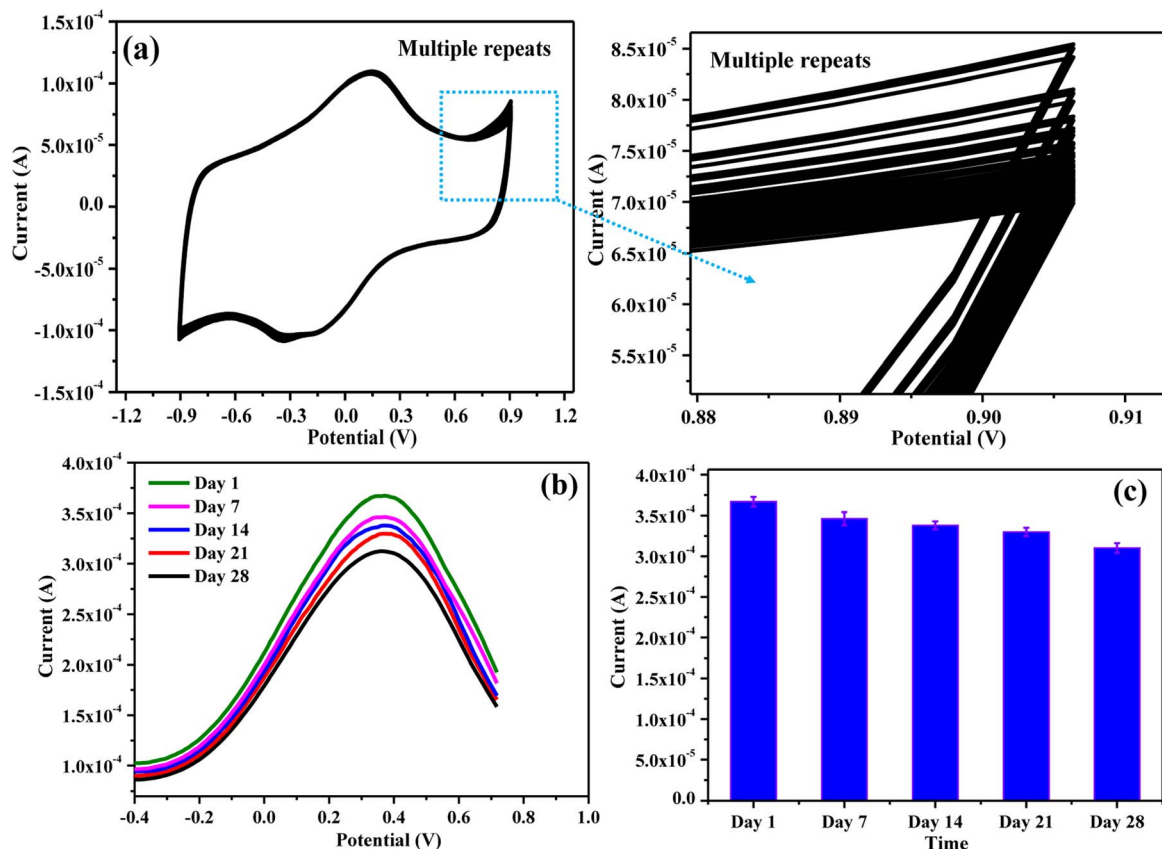 (a)
Multiple repeats
Current (A)
1.5x10⁻⁴
1.0x10⁻⁴
5.0x10⁻⁵
0.0
-5.0x10⁻⁵
-1.0x10⁻⁴
-1.5x10⁻⁴
-1.2 -0.9 -0.6 -0.3 0.0 0.3 0.6 0.9 1.2
Potential (V)
Multiple repeats
Current (A)
8.5x10⁻⁵
8.0x10⁻⁵
7.5x10⁻⁵
7.0x10⁻⁵
6.5x10⁻⁵
6.0x10⁻⁵
5.5x10⁻⁵
0.88 0.89 0.90 0.91
Potential (V)
(b)
Day 1
Day 7
Day 14
Day 21
Day 28
Current (A)
4.0x10⁻⁴
3.5x10⁻⁴
3.0x10⁻⁴
2.5x10⁻⁴
2.0x10⁻⁴
1.5x10⁻⁴
1.0x10⁻⁴
-0.4 -0.2 0.0 0.2 0.4 0.6 0.8 1.0
Potential (V)
(c)
Current (A)
4.0x10⁻⁴
3.5x10⁻⁴
3.0x10⁻⁴
3.5x10⁻⁴
2.0x10⁻⁴
1.5x10⁻⁴
1.0x10⁻⁴
5.0x10⁻⁵
0.0
Day 1 Day 7 Day 14 Day 21 Day 28
Time